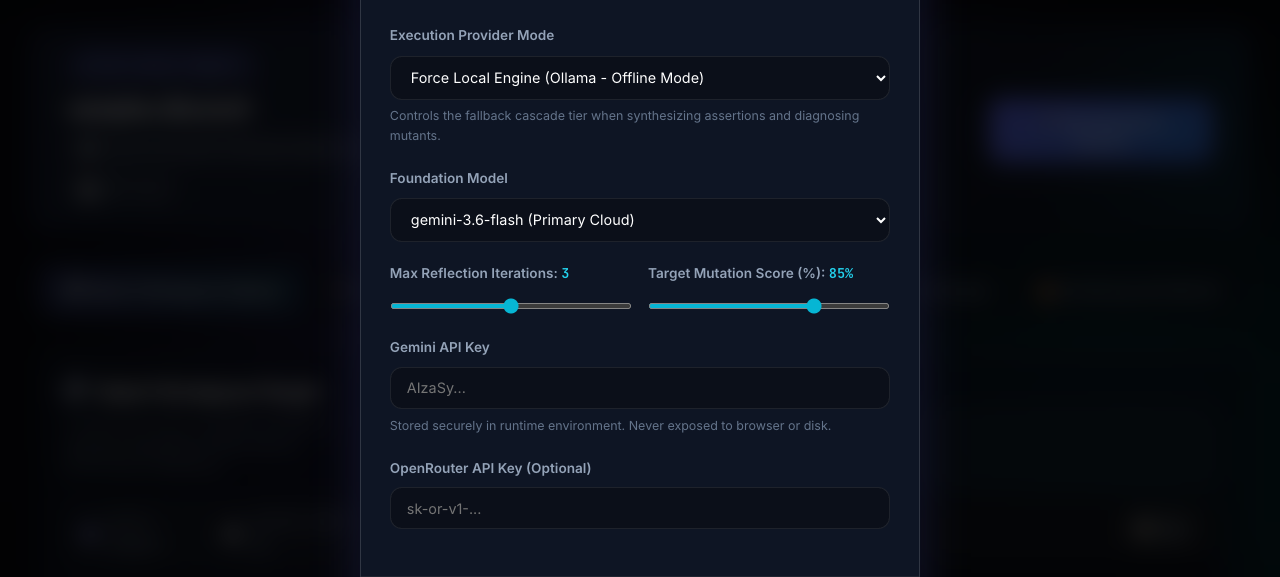 Execution Provider Mode
Force Local Engine (Ollama - Offline Mode)
Controls the fallback cascade tier when synthesizing assertions and diagnosing
mutants.
Foundation Model
gemini-3.6-flash (Primary Cloud)
Max Reflection Iterations: 3
Target Mutation Score (%): 85%
Gemini API Key
AIzaSy...
Stored securely in runtime environment. Never exposed to browser or disk.
OpenRouter API Key (Optional)
sk-or-v1-...